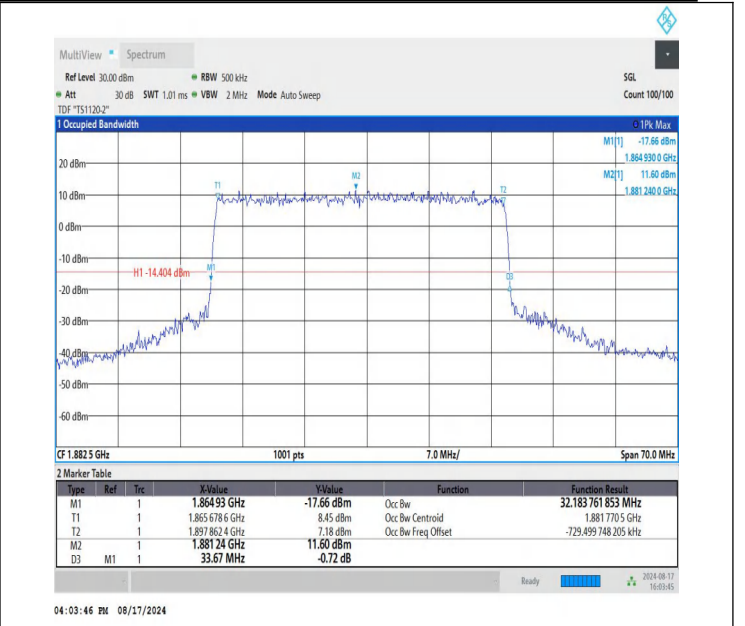 MultiView Spectrum
Ref Level 30.00 dBm RBW 500 kHz SGL
Att 30 dB SWT 1.01 ms VBW 2 MHz Mode Auto Sweep Count 100/100
TDF "TS1120-2"
1 Occupied Bandwidth 1Pk Max
M1[1] -17.66 dBm
1.864 930 0 GHz
M2[1] 11.60 dBm
1.881 240 0 GHz
20 dBm
M2
T1 T2
10 dBm
0 dBm
-10 dBm
M1
H1 -14.404 dBm
D3
-20 dBm
-30 dBm
-40 dBm
-50 dBm
-60 dBm
CF 1.882 5 GHz 1001 pts 7.0 MHz/ Span 70.0 MHz
2 Marker Table
Type Ref Trc X-Value Y-Value Function Function Result
M1 1 1.864 93 GHz -17.66 dBm Occ Bw 32.183 761 853 MHz
T1 1 1.865 678 6 GHz 8.45 dBm Occ Bw Centroid 1.881 770 5 GHz
T2 1 1.897 862 4 GHz 7.18 dBm Occ Bw Freq Offset -729.499 748 205 kHz
M2 1 1.881 24 GHz 11.60 dBm
D3 M1 1 33.67 MHz -0.72 dB
Ready 2024-08-17
16:03:45
04:03:46 PM 08/17/2024